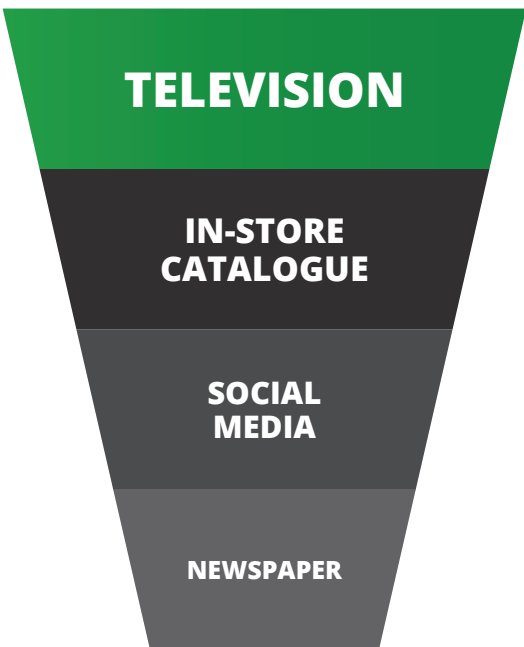 TELEVISION
IN-STORE
CATALOGUE
SOCIAL
MEDIA
NEWSPAPER